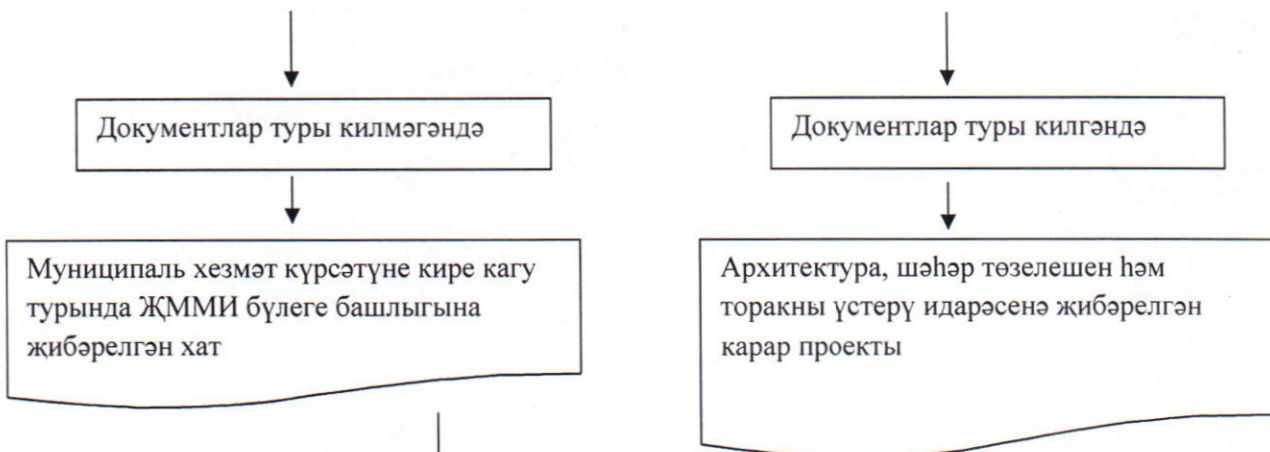 Документлар туры килмәгәндә
Документлар туры килгәндә
Муниципаль хезмәт күрсәтүне кире кагу
турында ҖММИ бүлеге башлыгына
җибәрелгән хат
Архитектура, шәһәр төзелешен һәм
торакны үстерү идарәсенә җибәрелгән
карар проекты